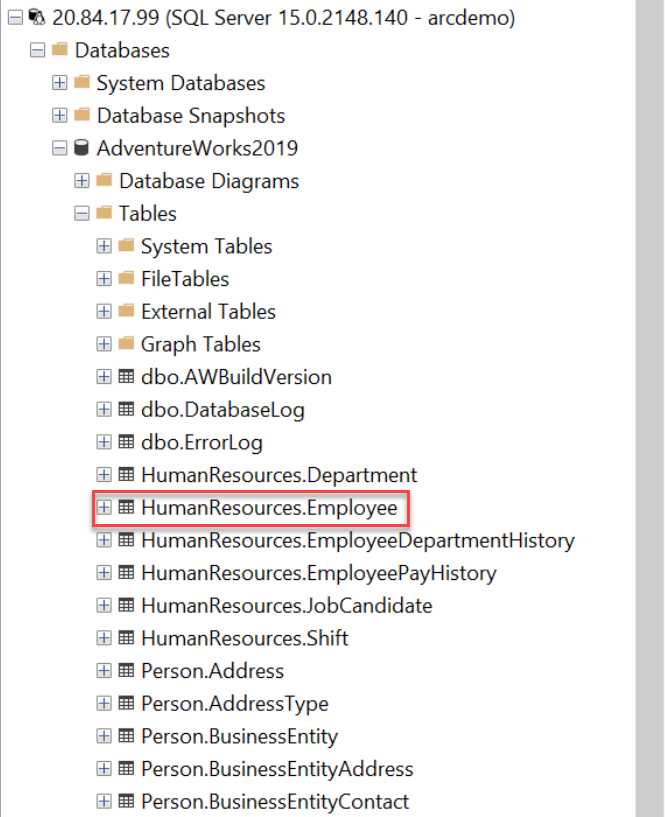 20.84.17.99 (SQL Server 15.0.2148.140 - arcdemo)
Databases
System Databases
Database Snapshots
AdventureWorks2019
Database Diagrams
Tables
System Tables
FileTables
External Tables
Graph Tables
dbo.AWBuildVersion
dbo.DatabaseLog
dbo.ErrorLog
HumanResources.Department
HumanResources.Employee
HumanResources.EmployeeDepartmentHistory
HumanResources.EmployeePayHistory
HumanResources.JobCandidate
HumanResources.Shift
Person.Address
Person.AddressType
Person.BusinessEntity
Person.BusinessEntityAddress
Person.BusinessEntityContact